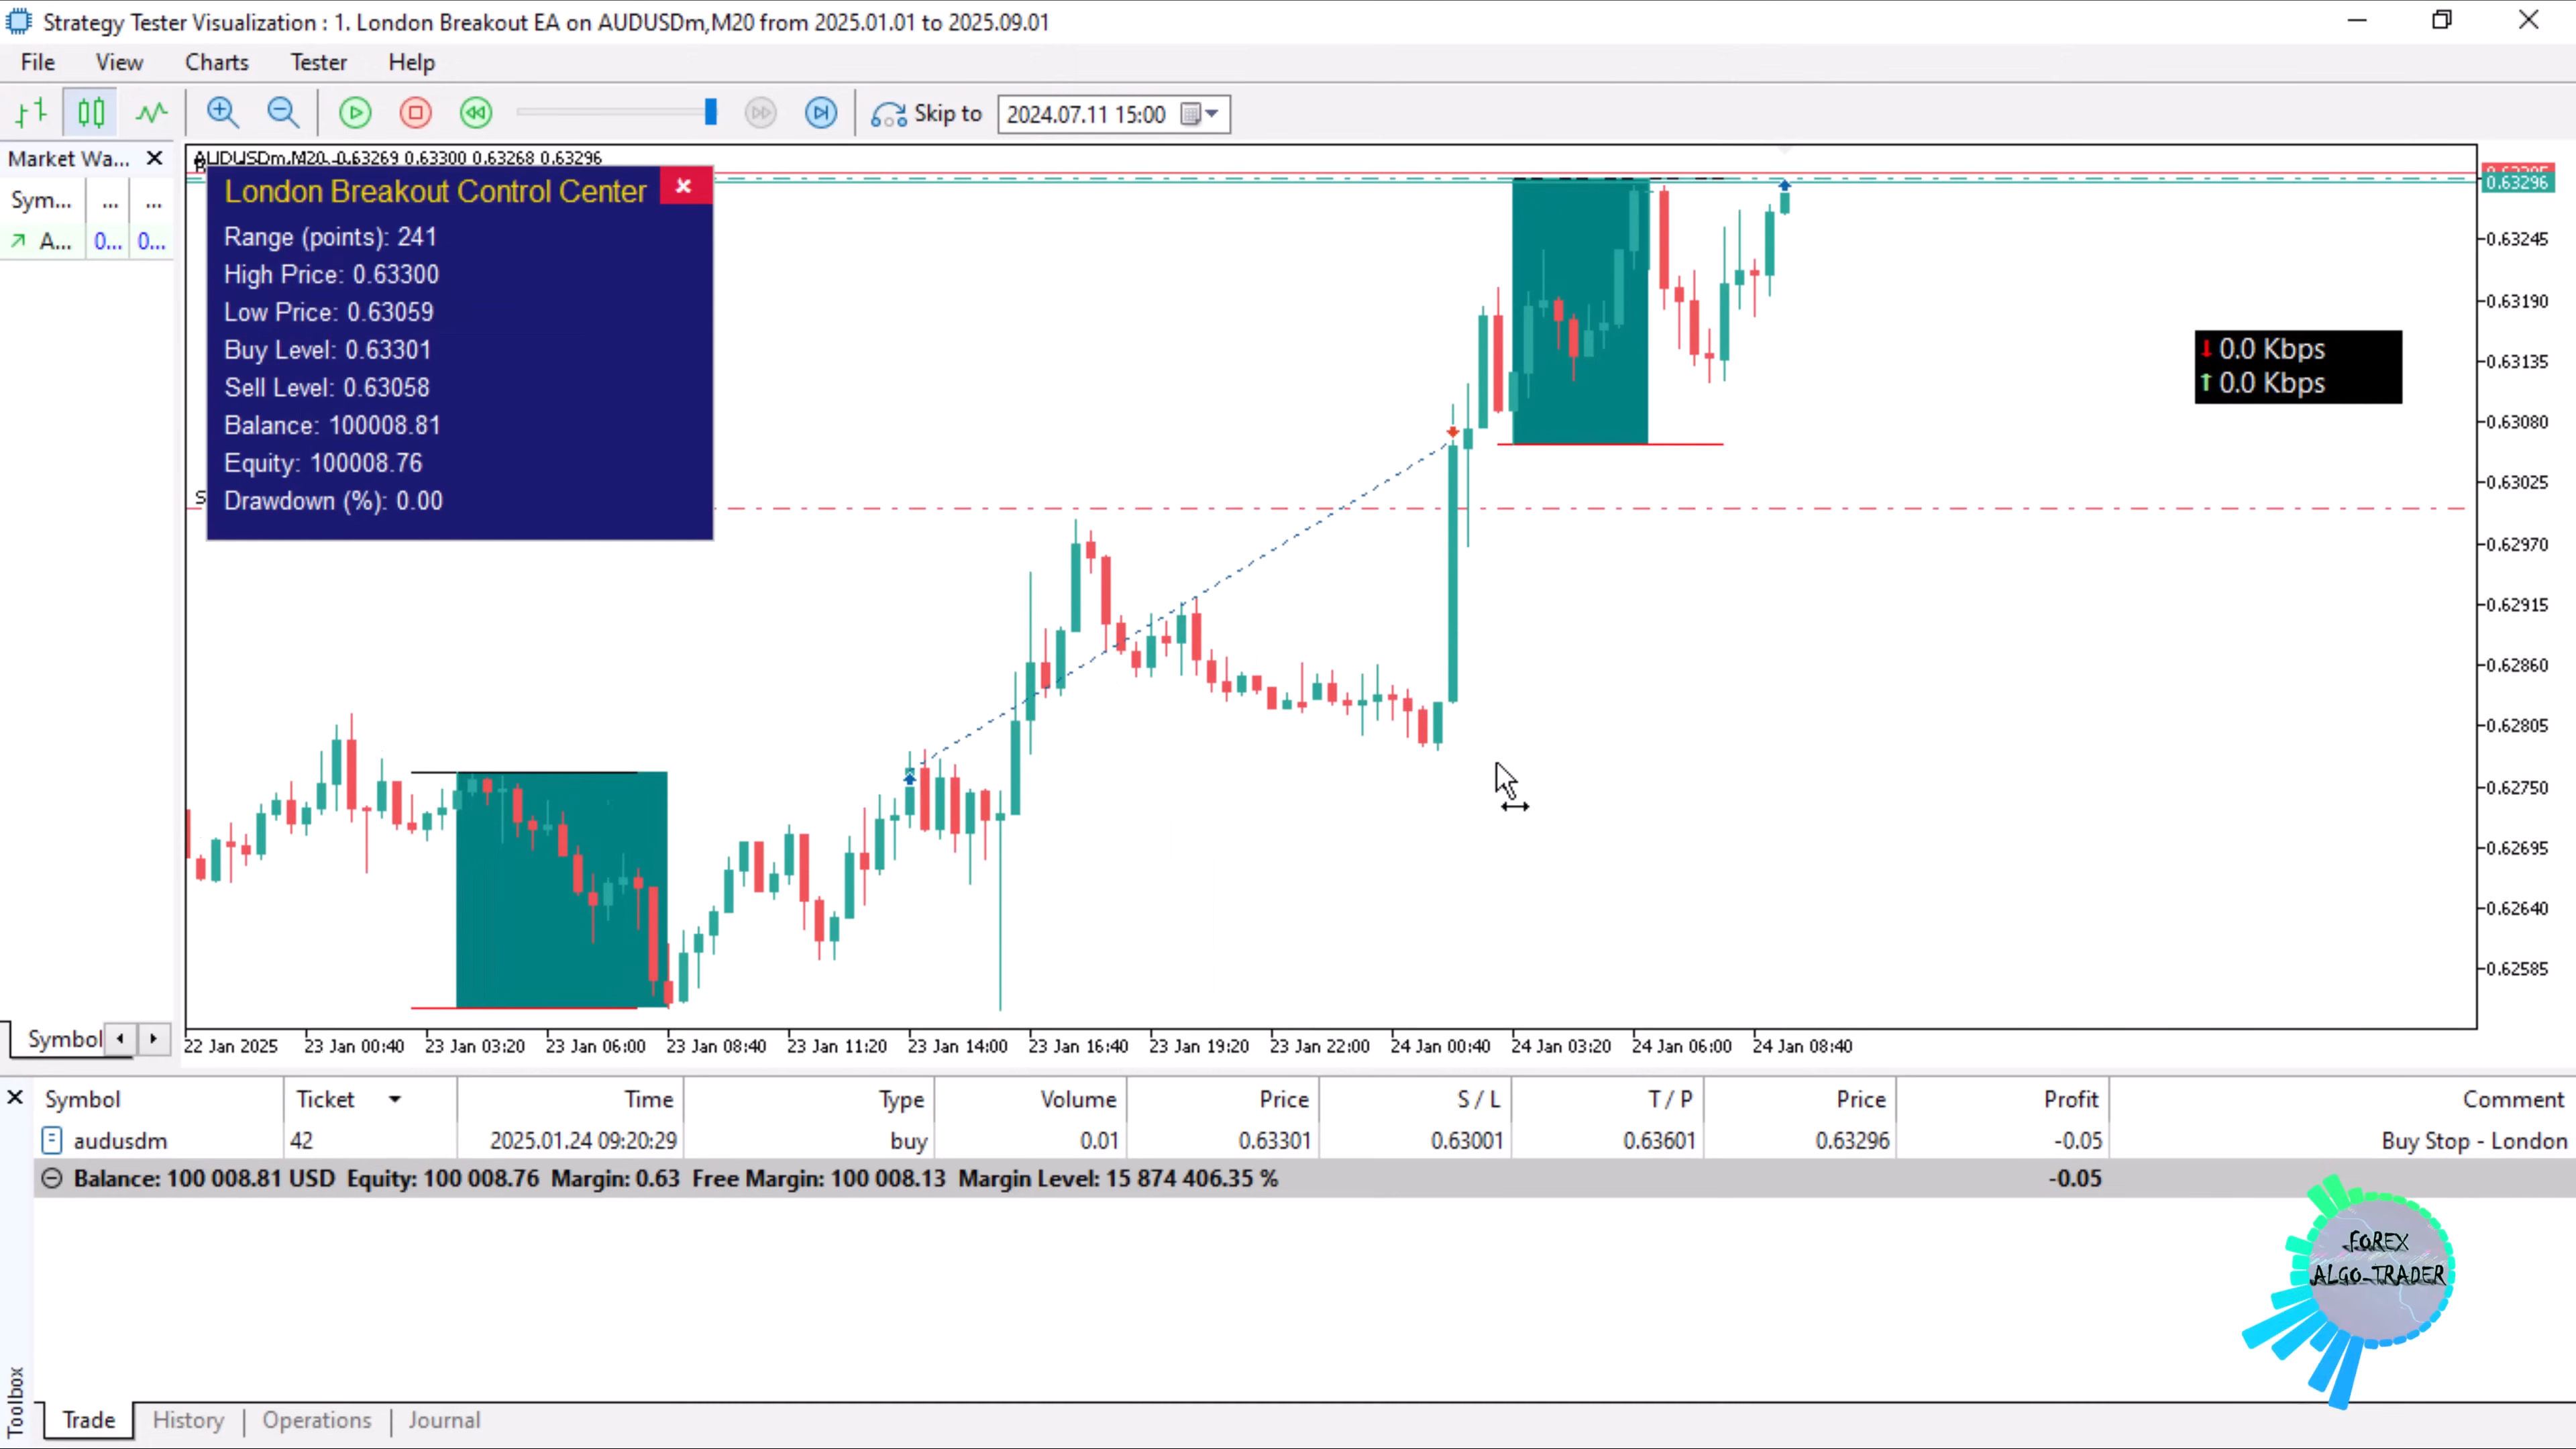 Strategy Tester Visualization : 1. London Breakout EA on AUDUSDm,M20 from 2025.01.01 to 2025.09.01
File View Charts Tester Help
Skip to 2024.07.11 15:00
Market Wa...
Sym... ... ...
A... 0... 0...
AUDUSDm,M20 0.63269 0.63300 0.63268 0.63296
London Breakout Control Center
Range (points): 241
High Price: 0.63300
Low Price: 0.63059
Buy Level: 0.63301
Sell Level: 0.63058
Balance: 100008.81
Equity: 100008.76
Drawdown (%): 0.00
S
0.63296
0.63245
0.63190
0.63135
0.63080
0.63025
0.62970
0.62915
0.62860
0.62805
0.62750
0.62695
0.62640
0.62585
0.0 Kbps
0.0 Kbps
Symbol
22 Jan 2025 23 Jan 00:40 23 Jan 03:20 23 Jan 06:00 23 Jan 08:40 23 Jan 11:20 23 Jan 14:00 23 Jan 16:40 23 Jan 19:20 23 Jan 22:00 24 Jan 00:40 24 Jan 03:20 24 Jan 06:00 24 Jan 08:40
Symbol Ticket Time Type Volume Price S / L T / P Price Profit Comment
audusdm 42 2025.01.24 09:20:29 buy 0.01 0.63301 0.63001 0.63601 0.63296 -0.05 Buy Stop - London
Balance: 100 008.81 USD Equity: 100 008.76 Margin: 0.63 Free Margin: 100 008.13 Margin Level: 15 874 406.35 % -0.05
FOREX
ALGO-TRADER
Toolbox
Trade History Operations Journal